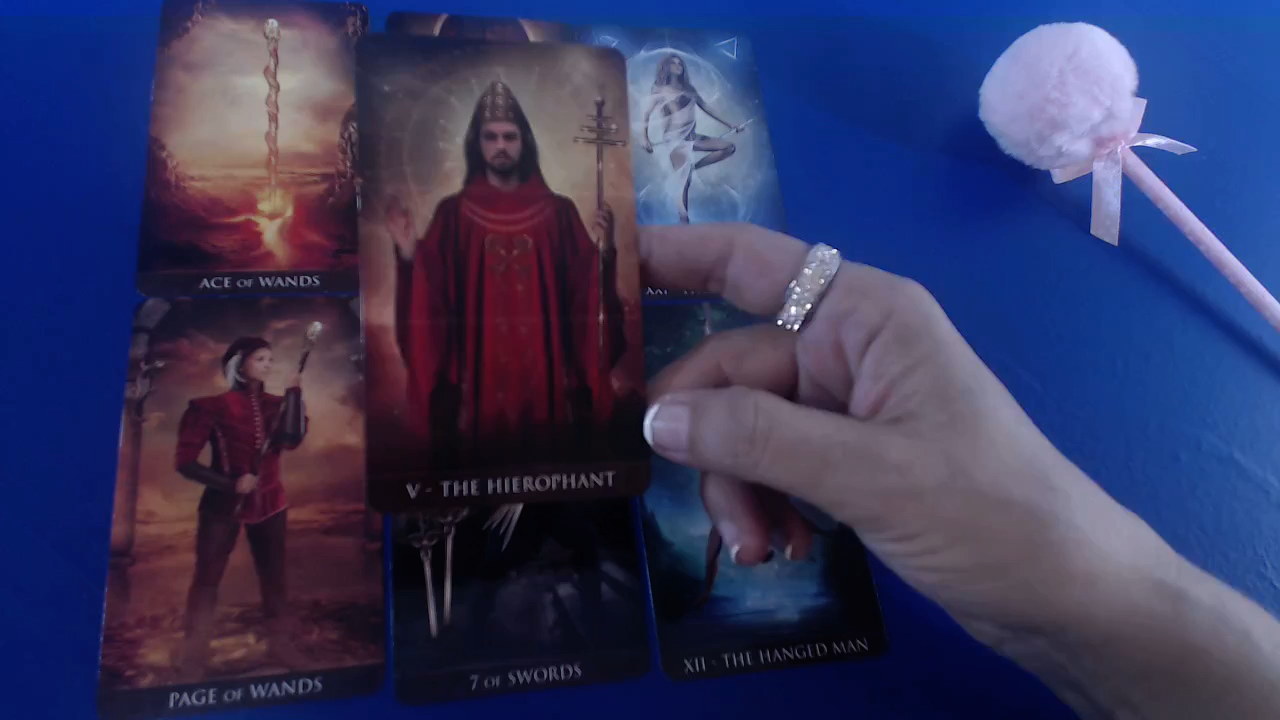 ACE OF WANDS
V - THE HIEROPHANT
PAGE OF WANDS
7 OF SWORDS
XII - THE HANGED MAN